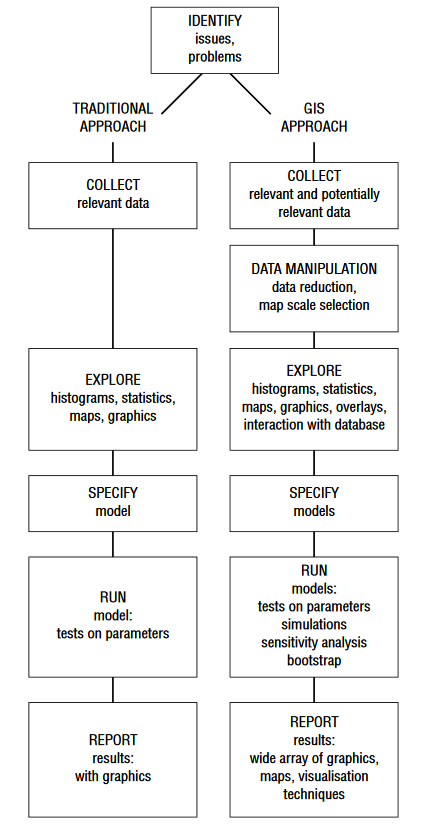 IDENTIFY
issues,
problems
TRADITIONAL
APPROACH
COLLECT
relevant data
EXPLORE
histograms, statistics,
maps, graphics
SPECIFY
model
RUN
model:
tests on parameters
REPORT
results:
with graphics
GIS
APPROACH
COLLECT
relevant and potentially
relevant data
DATA MANIPULATION
data reduction,
map scale selection
EXPLORE
histograms, statistics,
maps, graphics, overlays,
interaction with database
SPECIFY
models
RUN
models:
tests on parameters
simulations
sensitivity analysis
bootstrap
REPORT
results:
wide array of graphics,
maps, visualisation
techniques